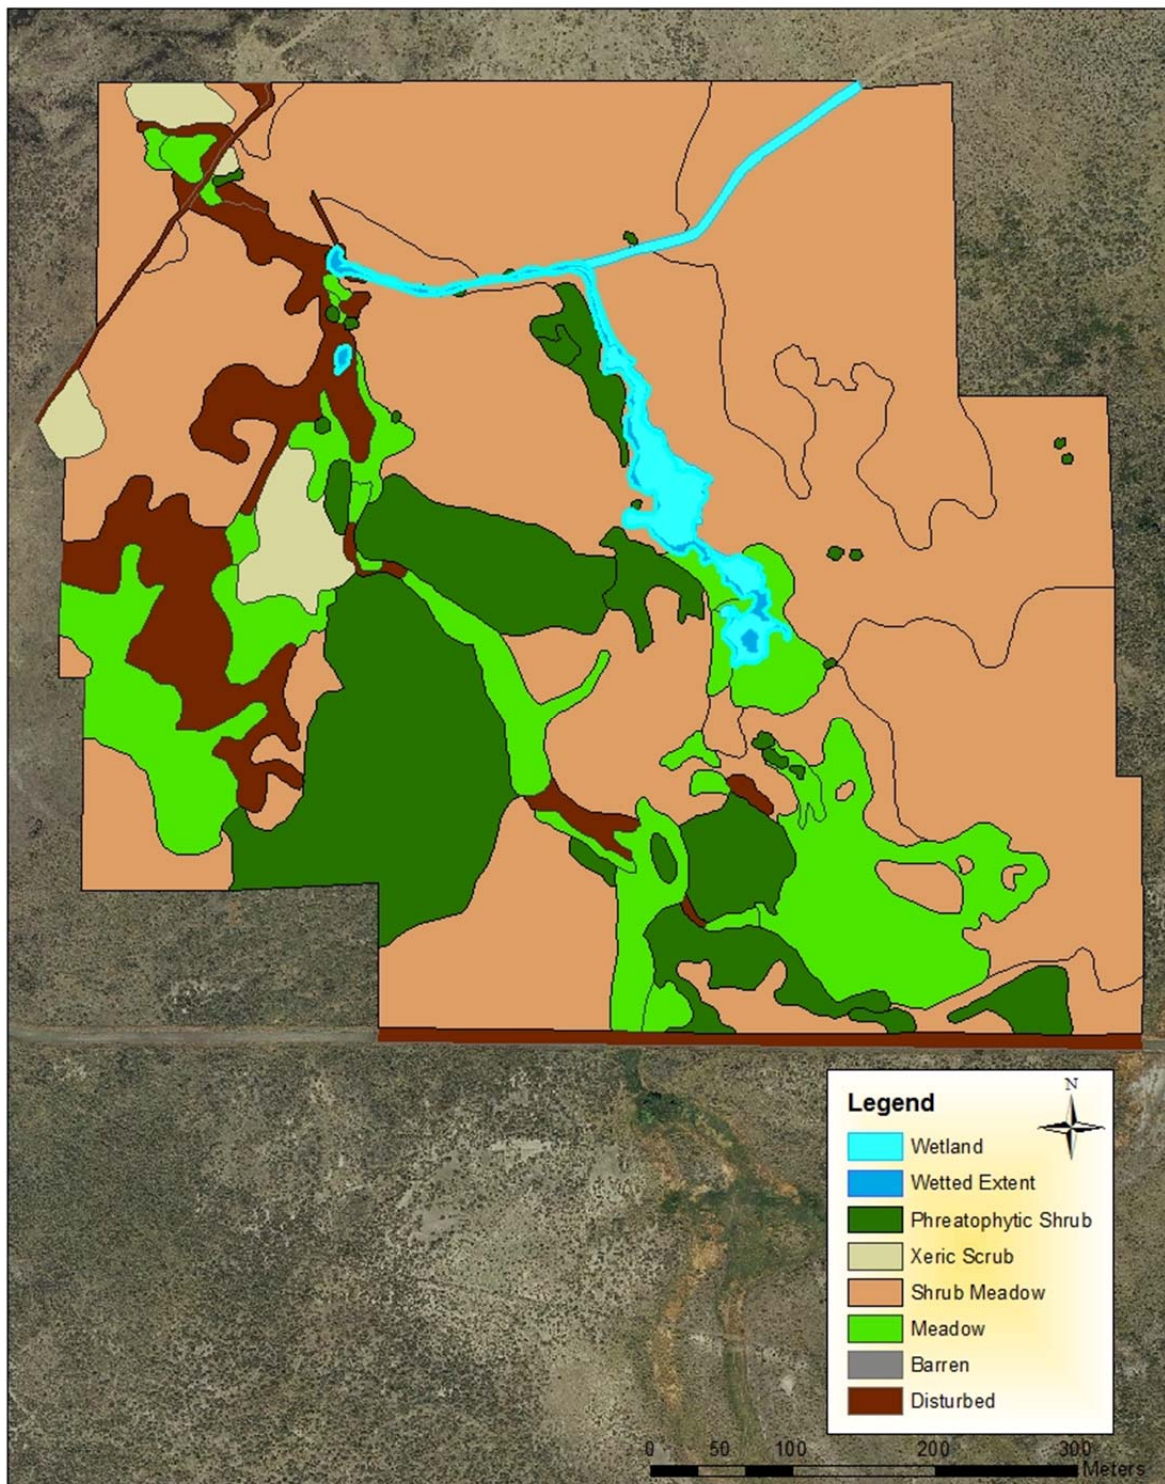 Legend
N
Wetland
Wetted Extent
Phreatophytic Shrub
Xeric Scrub
Shrub Meadow
Meadow
Barren
Disturbed
0 50 100 200 300
Meters